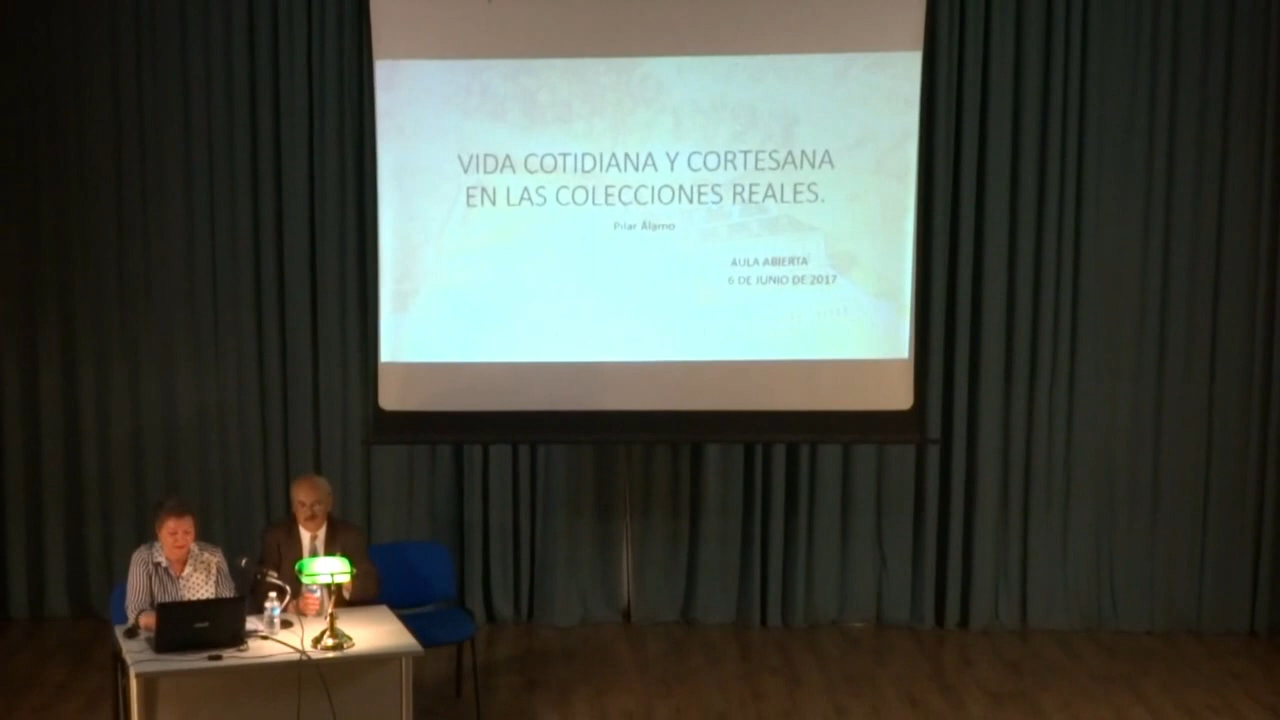 VIDA COTIDIANA Y CORTESANA
EN LAS COLECCIONES REALES.
Pilar Álamo
AULA ABIERTA
6 DE JUNIO DE 2017